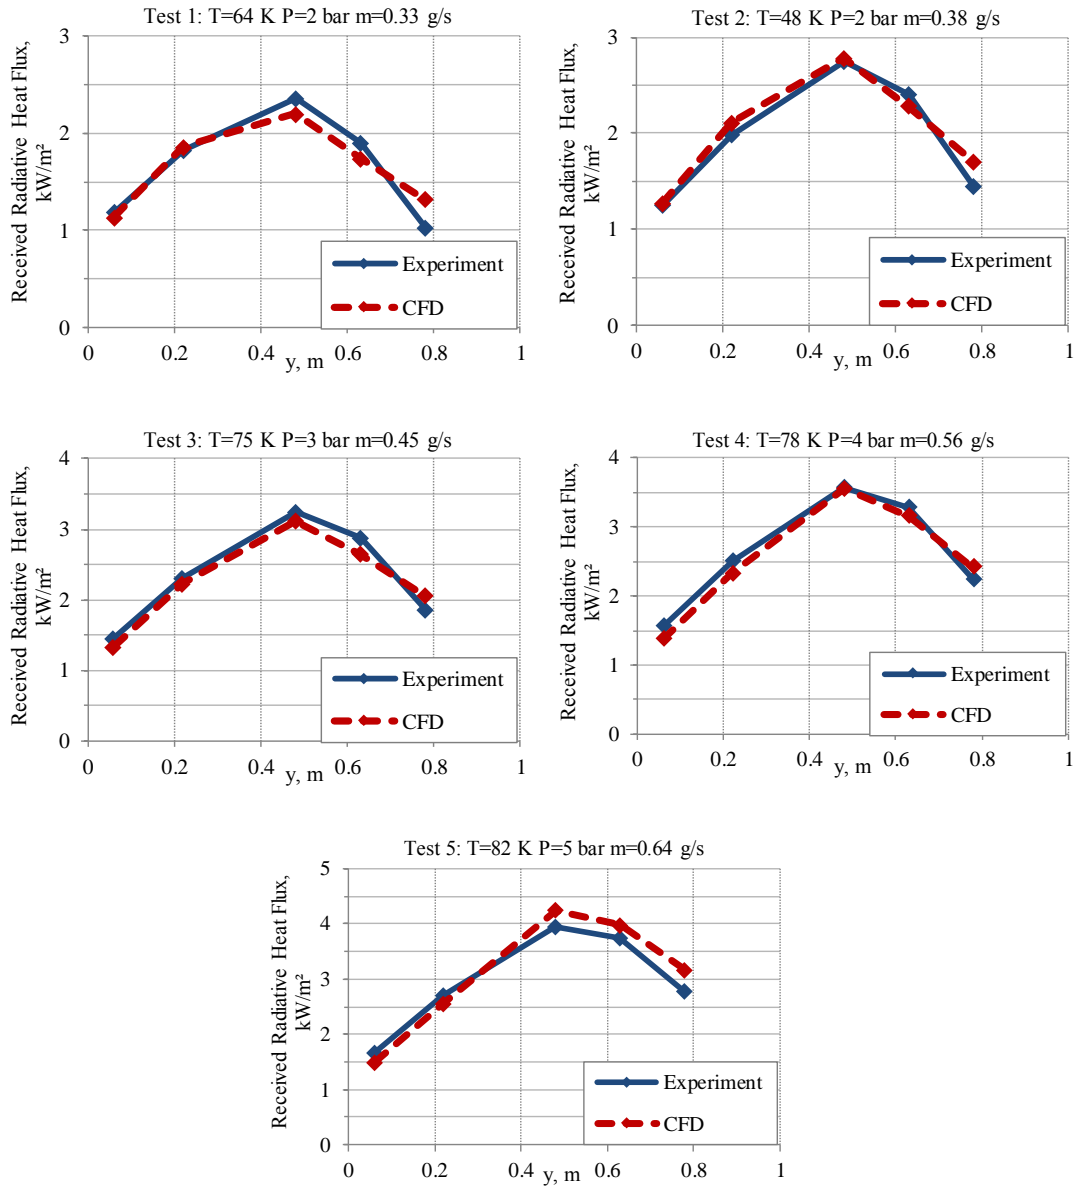 Test 1: T=64 K P=2 bar m=0.33 g/s
Received Radiative Heat Flux,
kW/m²
3
2
1
0
0 0.2 0.4 0.6 0.8 1
y, m
Experiment
CFD
Test 2: T=48 K P=2 bar m=0.38 g/s
Received Radiative Heat Flux,
kW/m²
3
2
1
0
0 0.2 0.4 0.6 0.8 1
y, m
Experiment
CFD
Test 3: T=75 K P=3 bar m=0.45 g/s
Received Radiative Heat Flux,
kW/m²
4
3
2
1
0
0 0.2 0.4 0.6 0.8 1
y, m
Experiment
CFD
Test 4: T=78 K P=4 bar m=0.56 g/s
Received Radiative Heat Flux,
kW/m²
4
3
2
1
0
0 0.2 0.4 0.6 0.8 1
y, m
Experiment
CFD
Test 5: T=82 K P=5 bar m=0.64 g/s
Received Radiative Heat Flux,
kW/m²
5
4
3
2
1
0
0 0.2 0.4 0.6 0.8 1
y, m
Experiment
CFD